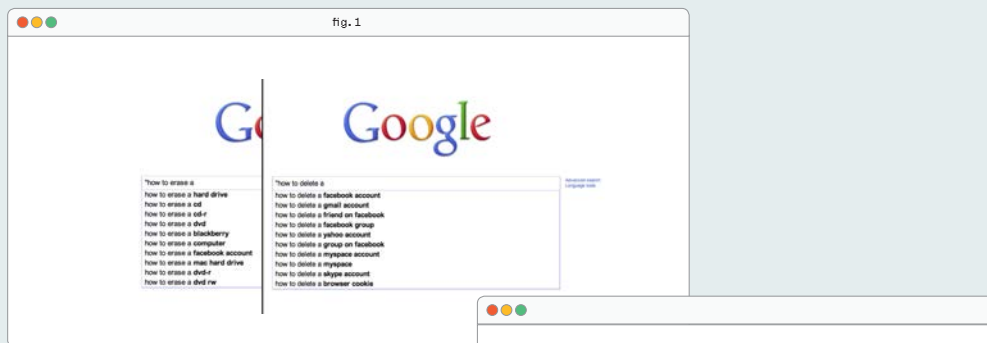 fig.1
Go
"how to erase a
how to erase a hard drive
how to erase a cd
how to erase a cd-r
how to erase a dvd
how to erase a blackberry
how to erase a computer
how to erase a facebook account
how to erase a mac hard drive
how to erase a dvd-r
how to erase a dvd rw
Google
"how to delete a
how to delete a facebook account
how to delete a gmail account
how to delete a friend on facebook
how to delete a facebook group
how to delete a yahoo account
how to delete a group on facebook
how to delete a myspace account
how to delete a myspace
how to delete a skype account
how to delete a browser cookie
Advanced search
Language tools